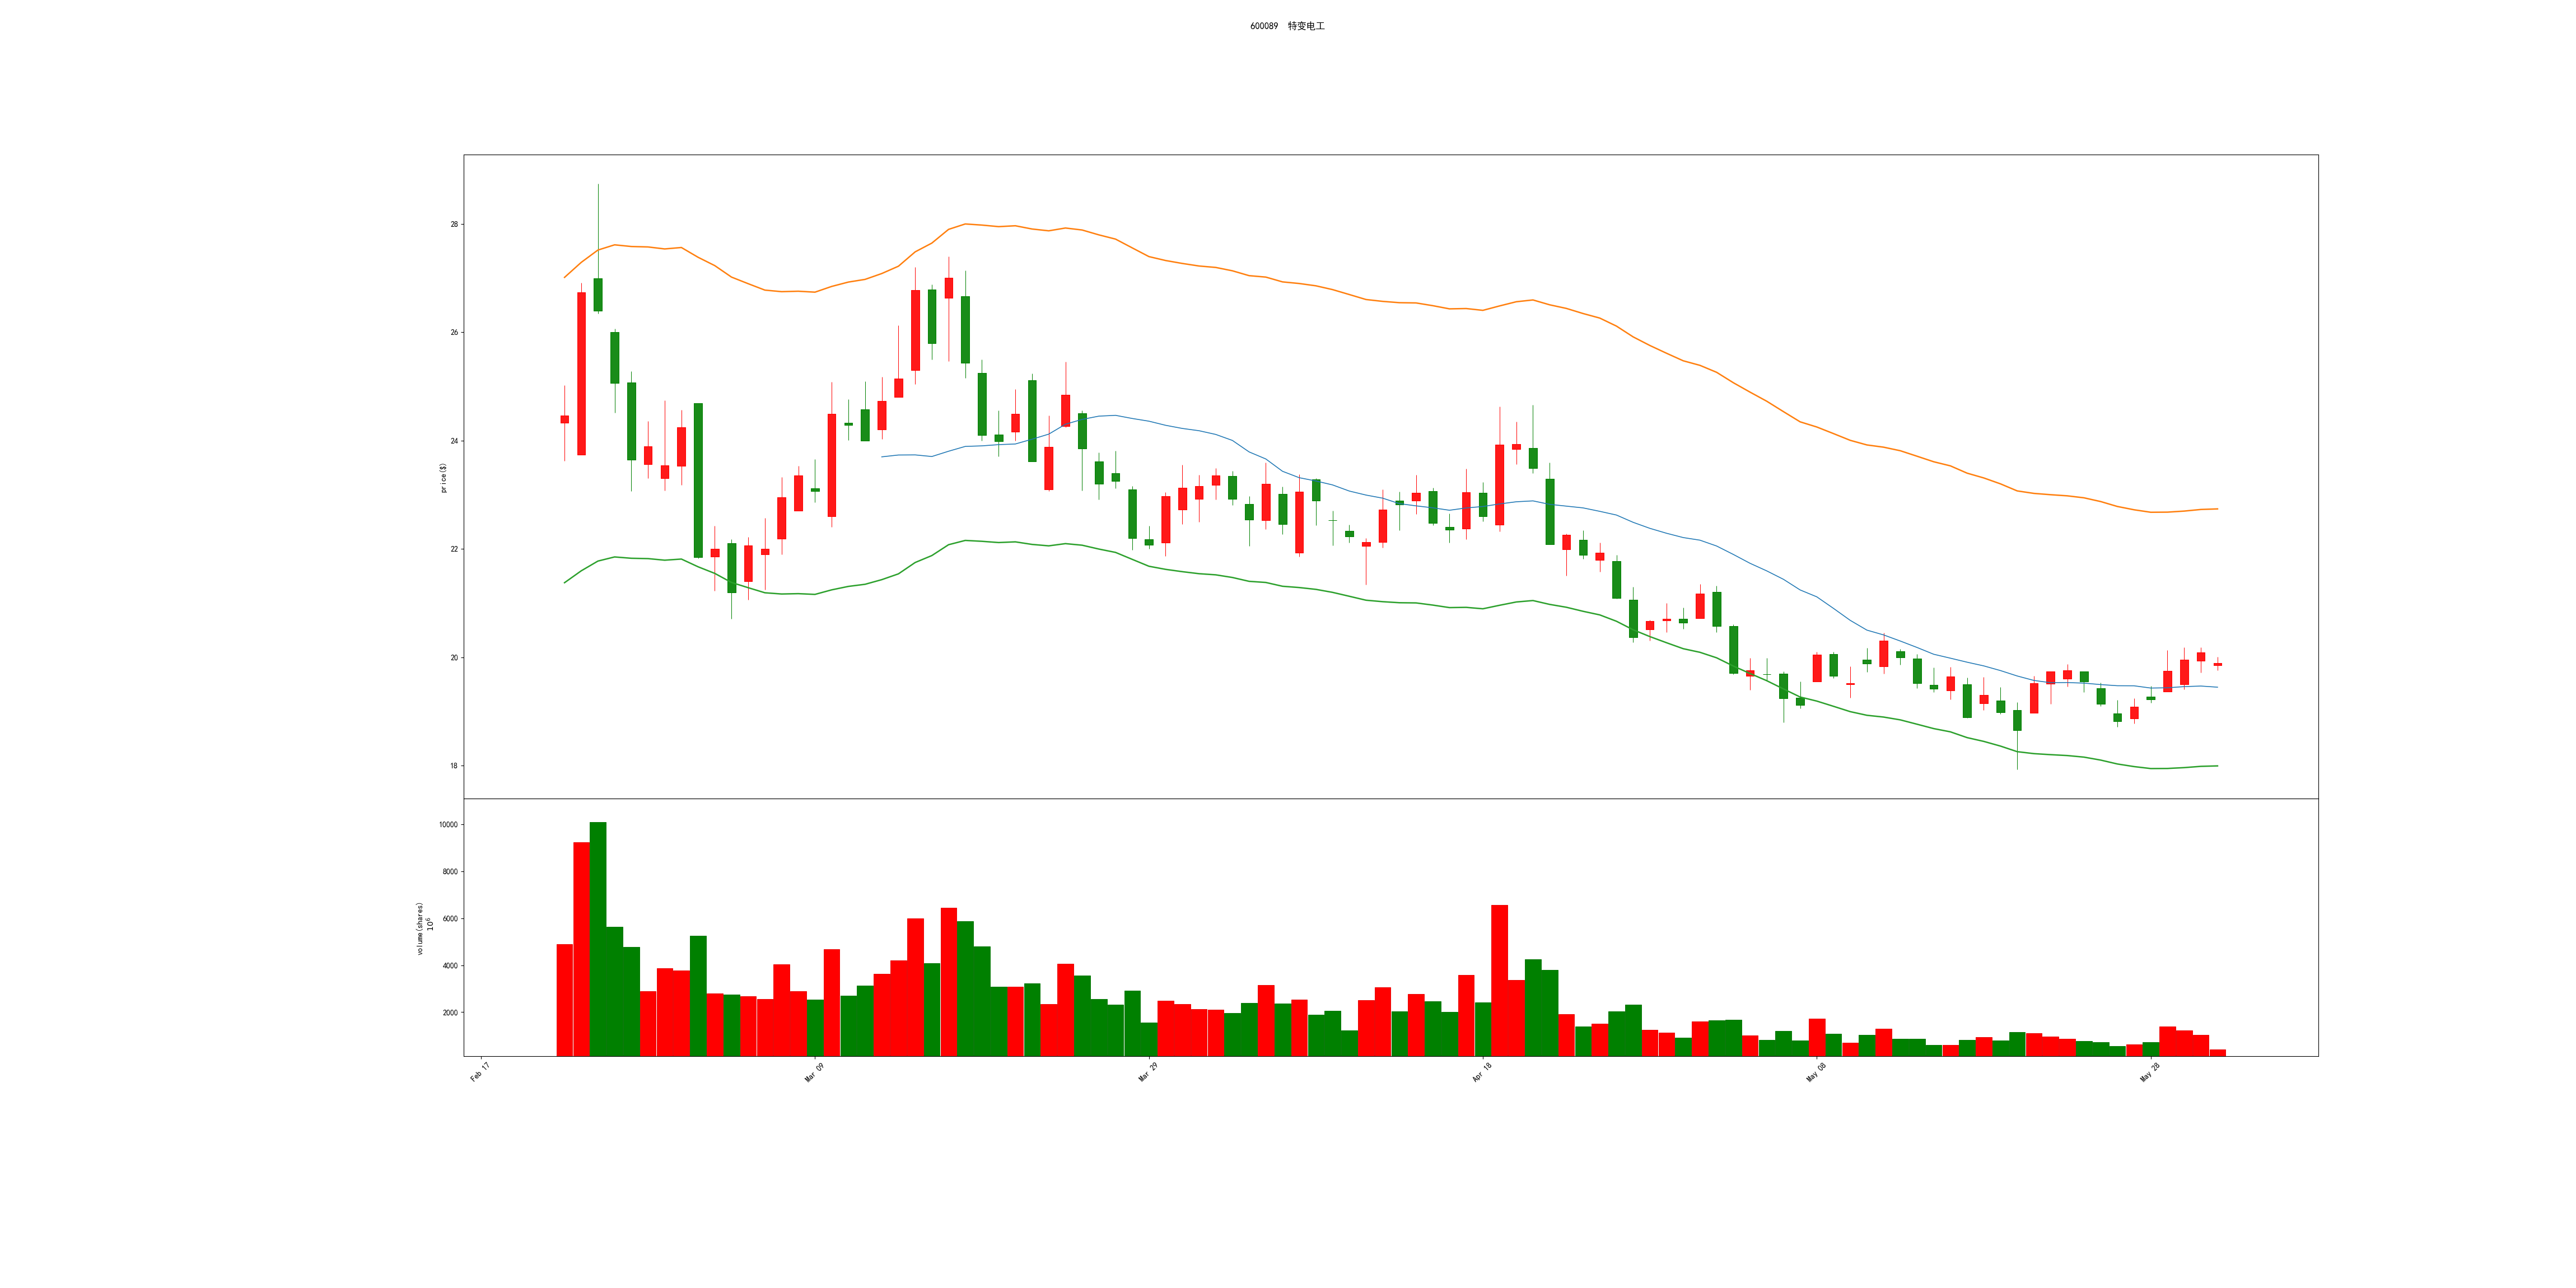 600089 特变电工
28
26
24
22
20
18
price($)
10000
8000
6000
4000
2000
volume(shares)
10⁶
Feb 17
Mar 09
Mar 29
Apr 18
May 08
May 28